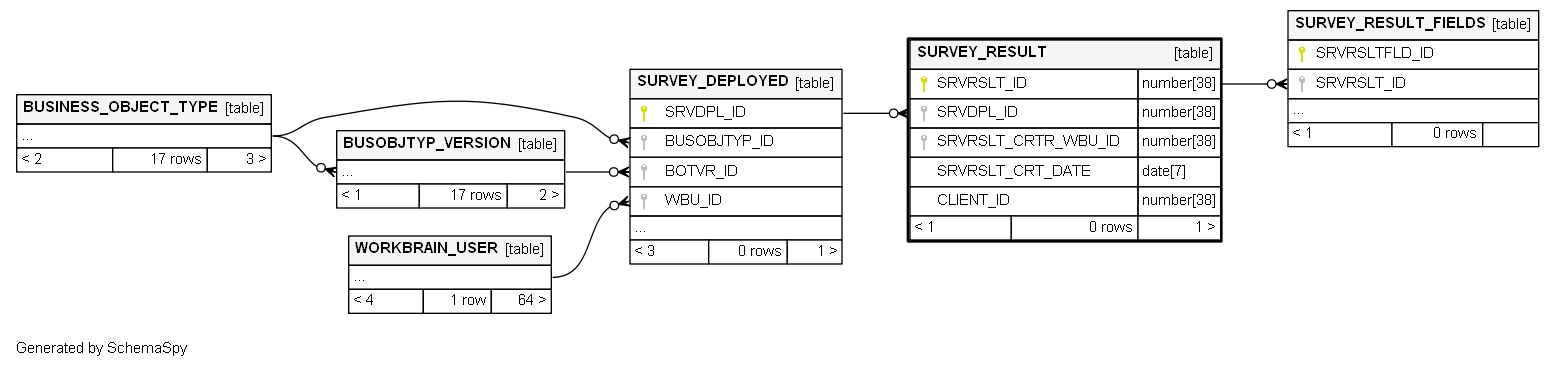 BUSINESS_OBJECT_TYPE [table]
...
< 2 17 rows 3 >
BUSOBJTYP_VERSION [table]
...
< 1 17 rows 2 >
WORKBRAIN_USER [table]
...
< 4 1 row 64 >
SURVEY_DEPLOYED [table]
SRVDPL_ID
BUSOBJTYP_ID
BOTVR_ID
WBU_ID
...
< 3 0 rows 1 >
SURVEY_RESULT [table]
SRVRSLT_ID number[38]
SRVDPL_ID number[38]
SRVRSLT_CRTR_WBU_ID number[38]
SRVRSLT_CRT_DATE date[7]
CLIENT_ID number[38]
< 1 0 rows 1 >
SURVEY_RESULT_FIELDS [table]
SRVRSLTFLD_ID
SRVRSLT_ID
...
< 1 0 rows
Generated by SchemaSpy